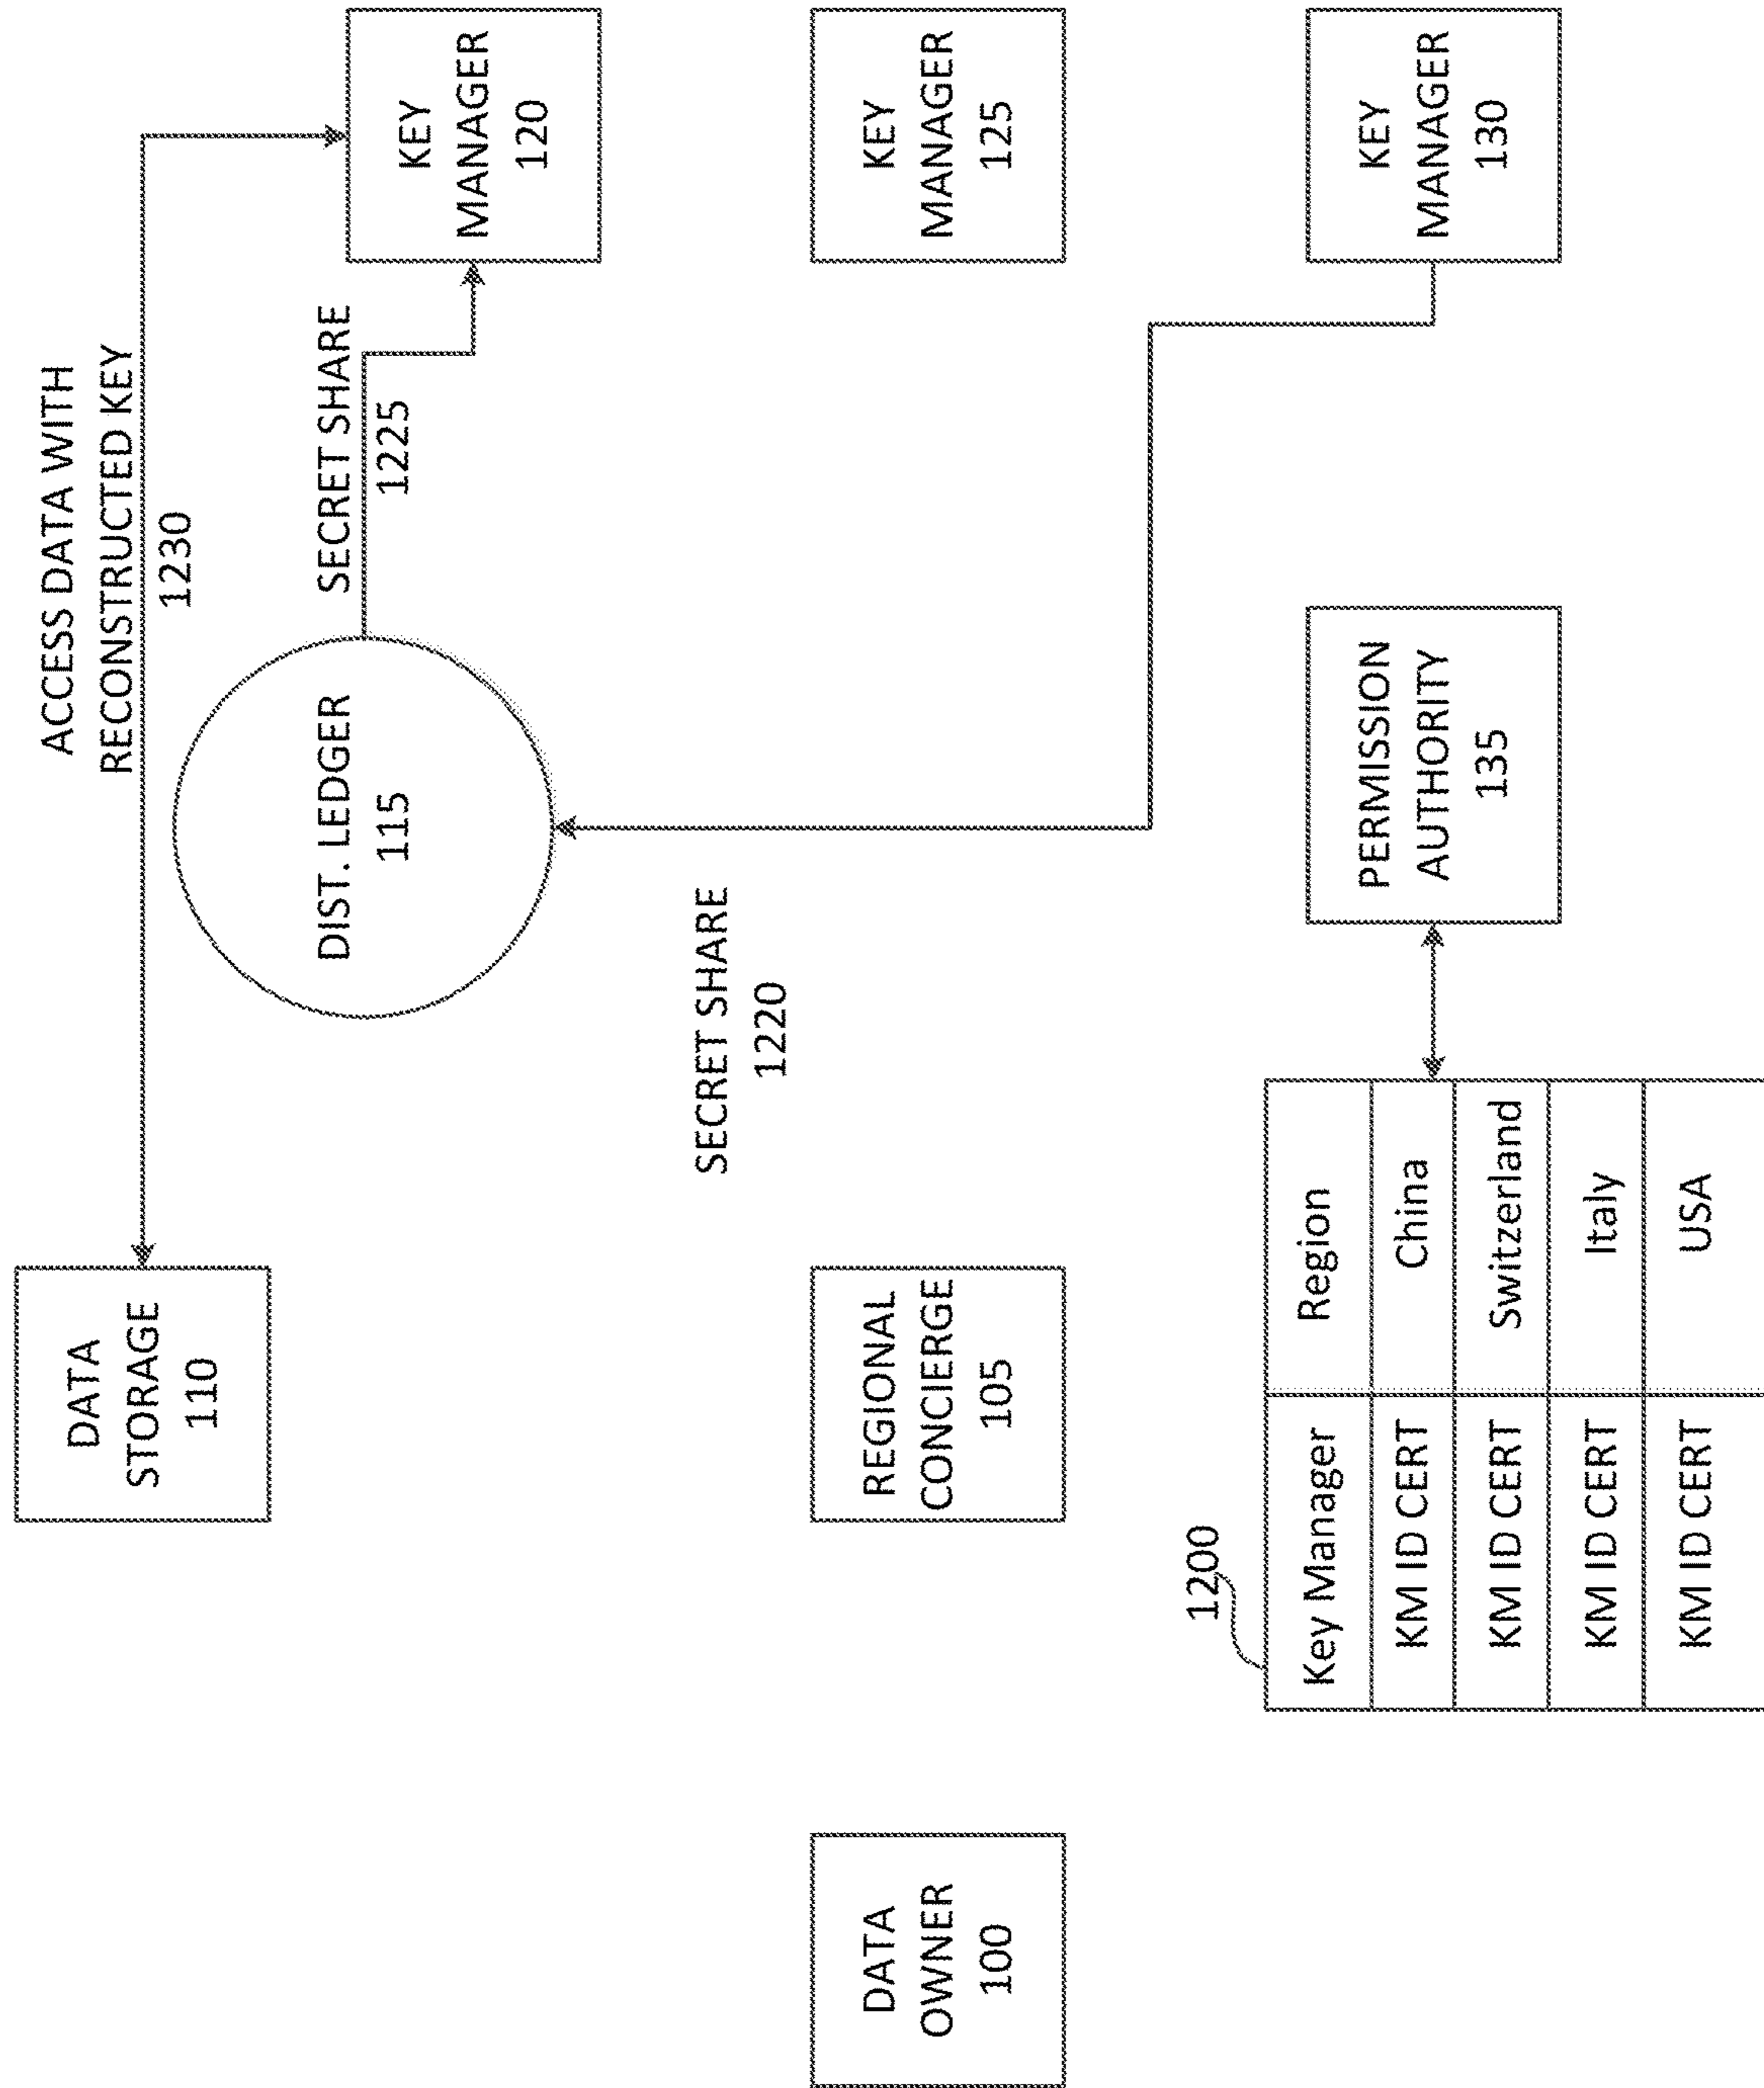 ACCESS DATA WITH
RECONSTRUCTED KEY
1230
DATA
STORAGE
110
DIST. LEDGER
115
SECRET SHARE
1225
KEY
MANAGER
120
SECRET SHARE
1220
DATA
OWNER
100
REGIONAL
CONCIERGE
105
KEY
MANAGER
125
1200
Key Manager Region
KM ID CERT China
KM ID CERT Switzerland
KM ID CERT Italy
KM ID CERT USA
PERMISSION
AUTHORITY
135
KEY
MANAGER
130